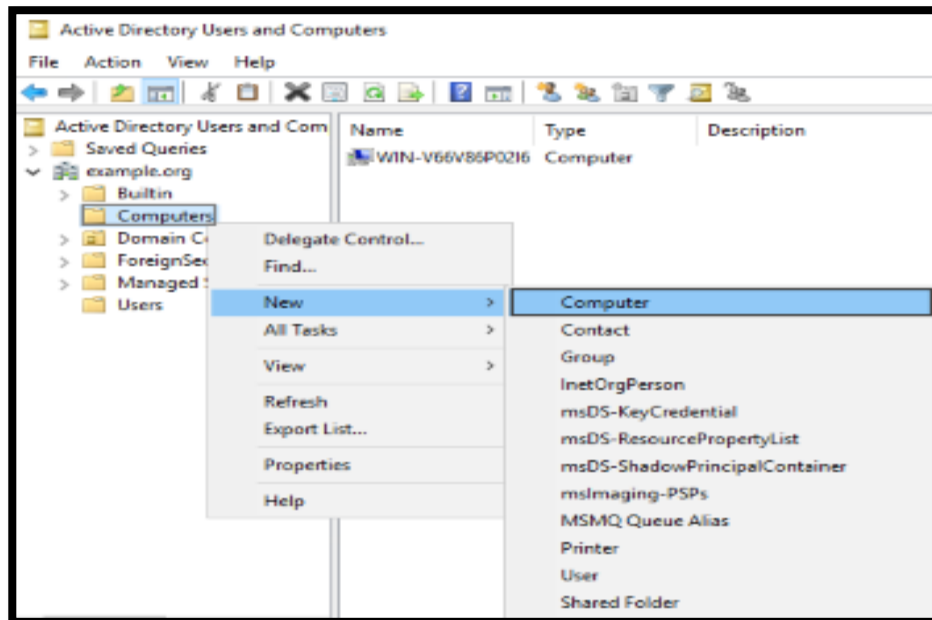 Active Directory Users and Computers
File Action View Help
Active Directory Users and Com
Saved Queries
example.org
Builtin
Computers
Domain C
ForeignSe
Managed
Users
Name Type Description
WIN-V66V86P02I6 Computer
Delegate Control...
Find...
New
All Tasks
View
Refresh
Export List...
Properties
Help
Computer
Contact
Group
InetOrgPerson
msDS-KeyCredential
msDS-ResourcePropertyList
msDS-ShadowPrincipalContainer
msImaging-PSPs
MSMQ Queue Alias
Printer
User
Shared Folder